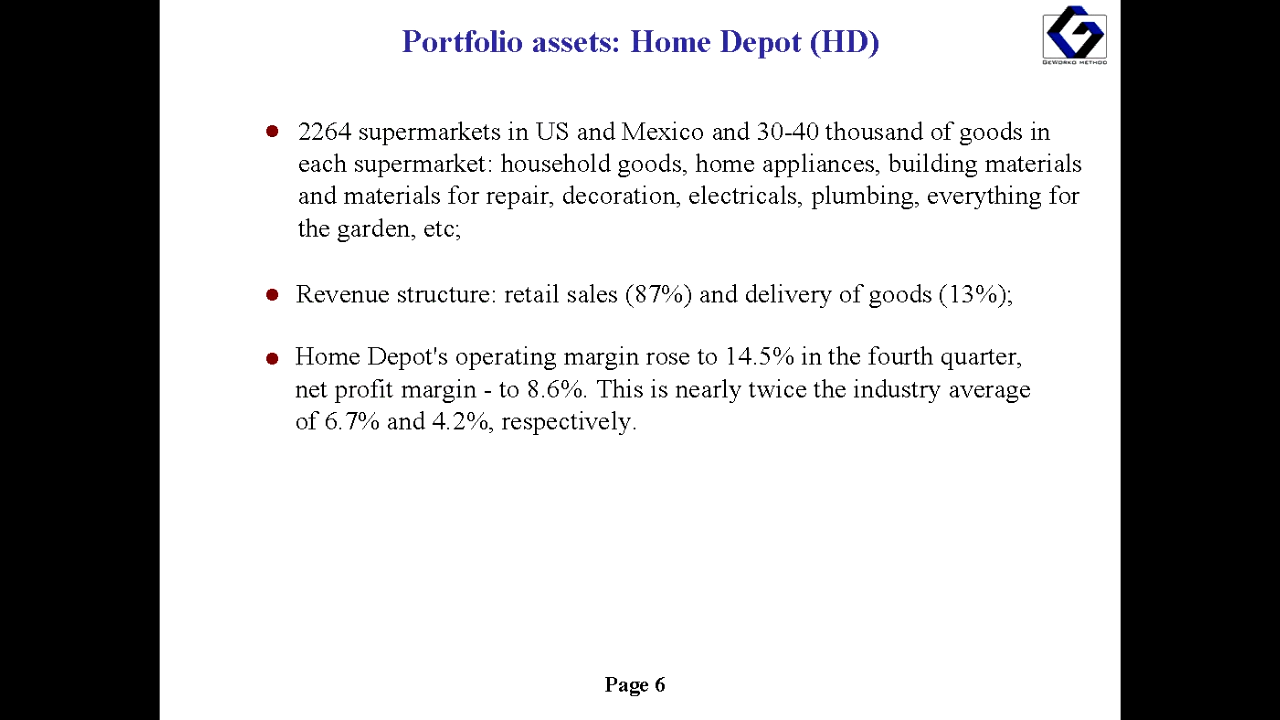 Portfolio assets: Home Depot (HD)
GEWORKO METHOD
2264 supermarkets in US and Mexico and 30-40 thousand of goods in
each supermarket: household goods, home appliances, building materials
and materials for repair, decoration, electricals, plumbing, everything for
the garden, etc;
Revenue structure: retail sales (87%) and delivery of goods (13%);
Home Depot's operating margin rose to 14.5% in the fourth quarter,
net profit margin - to 8.6%. This is nearly twice the industry average
of 6.7% and 4.2%, respectively.
Page 6